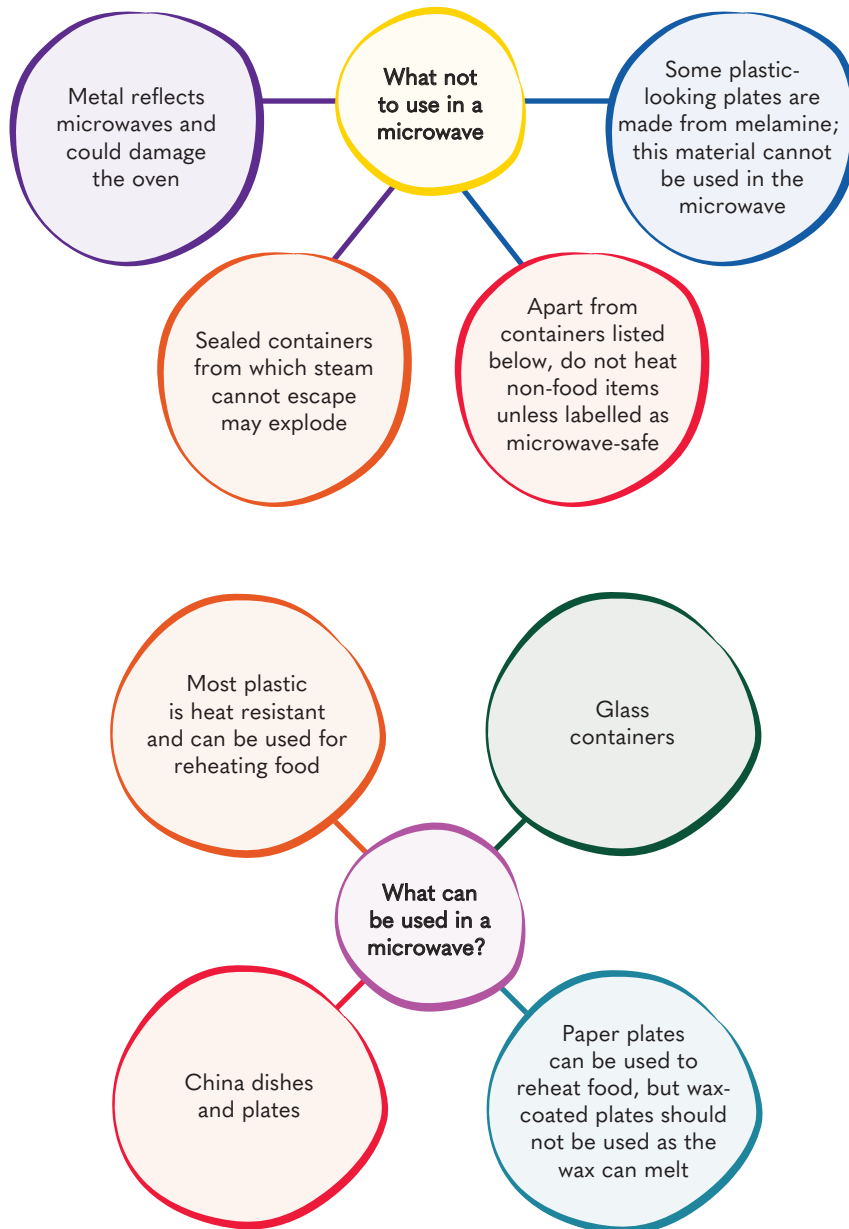 What not
to use in a
microwave
Metal reflects
microwaves and
could damage
the oven
Some plastic-
looking plates are
made from melamine;
this material cannot
be used in the
microwave
Sealed containers
from which steam
cannot escape
may explode
Apart from
containers listed
below, do not heat
non-food items
unless labelled as
microwave-safe
Most plastic
is heat resistant
and can be used for
reheating food
Glass
containers
What can
be used in a
microwave?
China dishes
and plates
Paper plates
can be used to
reheat food, but wax-
coated plates should
not be used as the
wax can melt